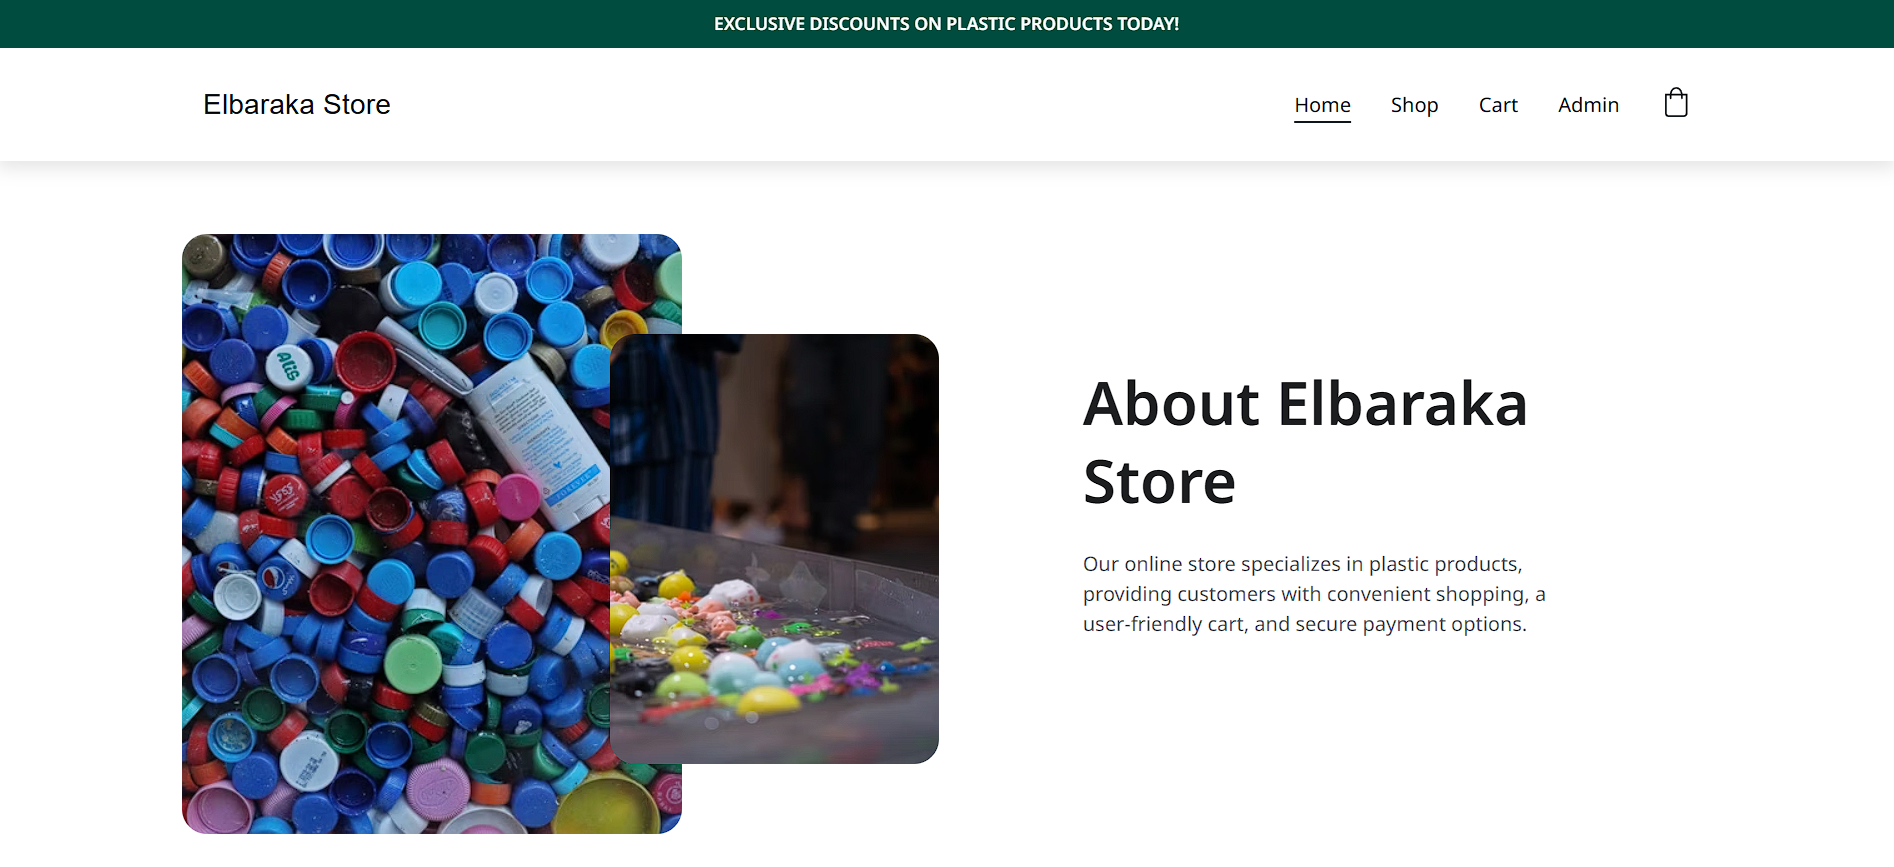 EXCLUSIVE DISCOUNTS ON PLASTIC PRODUCTS TODAY!
Elbaraka Store
Home Shop Cart Admin
Alis
About Elbaraka
Store
Our online store specializes in plastic products,
providing customers with convenient shopping, a
user-friendly cart, and secure payment options.